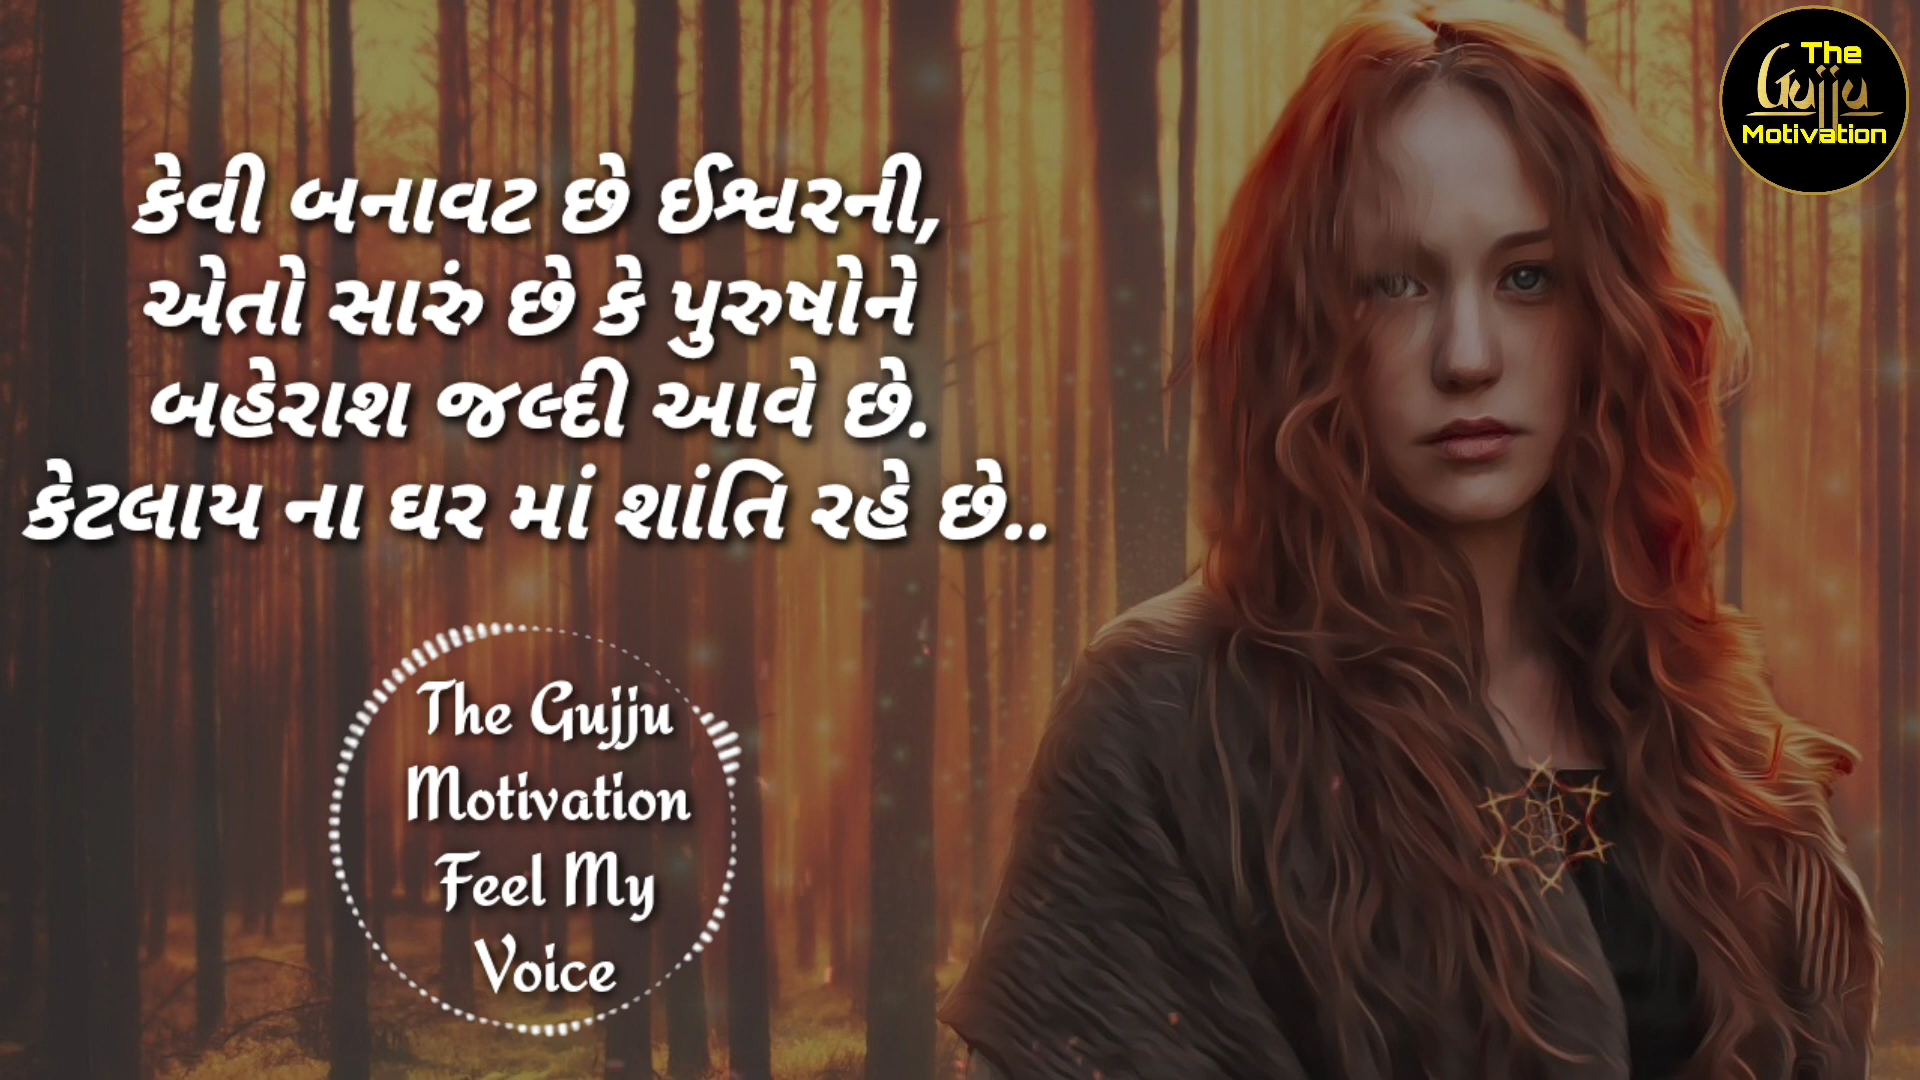 The
Gujju
Motivation
કેવી બનાવટ છે ઈશ્વરની,
એતો સારું છે કે પુરુષોને
બહેરાશ જલ્દી આવે છે.
કેટલાય ના ઘર માં શાંતિ રહે છે..
The Gujju
Motivation
Feel My
Voice